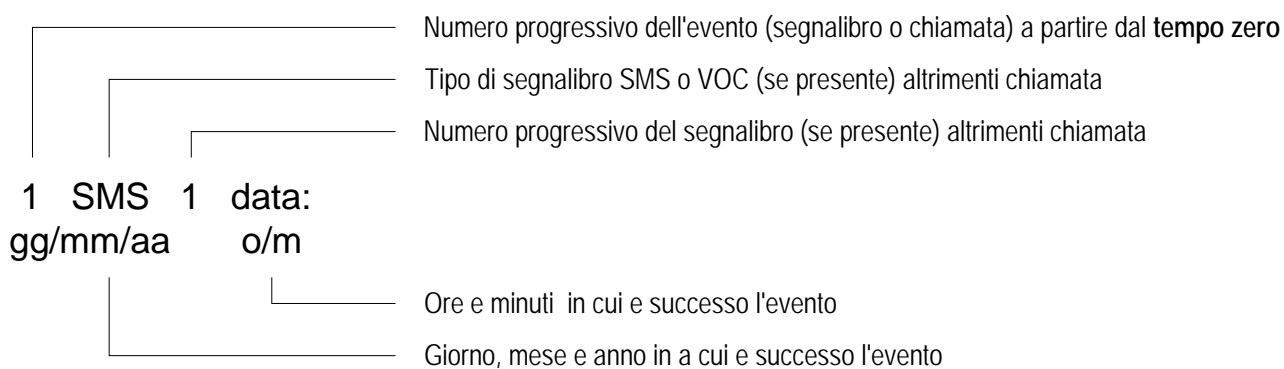 Numero progressivo dell'evento (segnalibro o chiamata) a partire dal tempo zero
Tipo di segnalibro SMS o VOC (se presente) altrimenti chiamata
Numero progressivo del segnalibro (se presente) altrimenti chiamata
1 SMS 1 data:
gg/mm/aa o/m
Ore e minuti in cui e successo l'evento
Giorno, mese e anno in a cui e successo l'evento